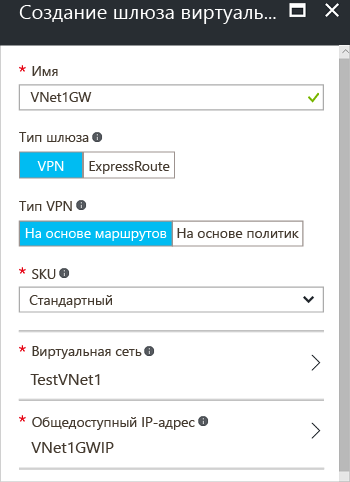 Создание шлюза виртуаль...
* Имя
VNet1GW
Тип шлюза
VPN ExpressRoute
Тип VPN
На основе маршрутов На основе политик
* SKU
Стандартный
* Виртуальная сеть
TestVNet1
* Общедоступный IP-адрес
VNet1GWIP